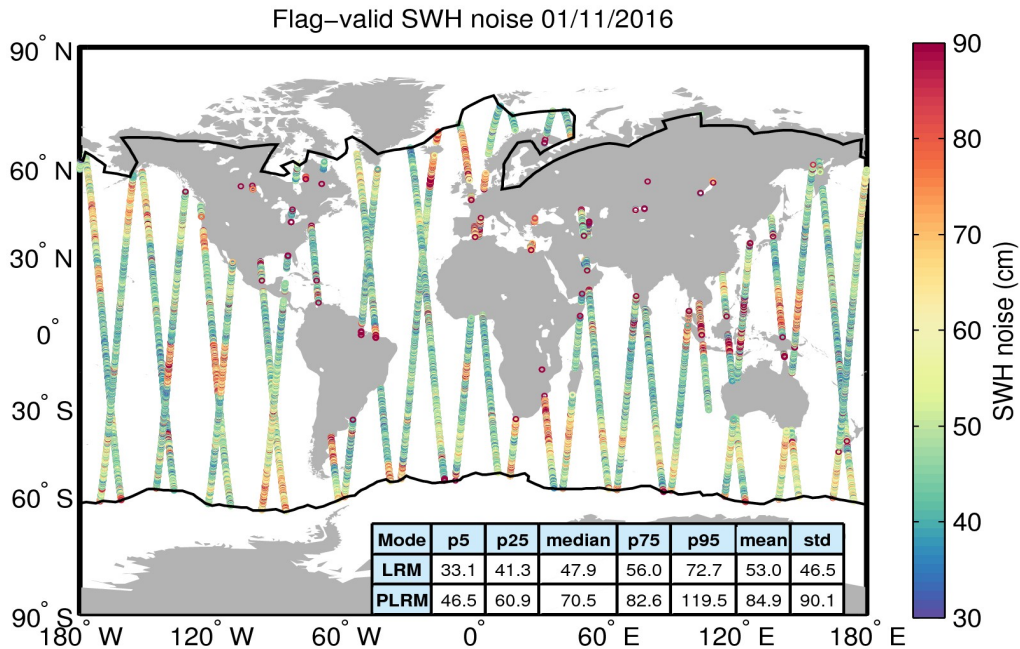 Flag−valid SWH noise 01/11/2016
90° N
60° N
30° N
0°
30° S
60° S
90° S
180° W
120° W
60° W
0°
60° E
120° E
180° E
90
80
70
60
50
40
30
SWH noise (cm)
Mode p5 p25 median p75 p95 mean std
LRM 33.1 41.3 47.9 56.0 72.7 53.0 46.5
PLRM 46.5 60.9 70.5 82.6 119.5 84.9 90.1